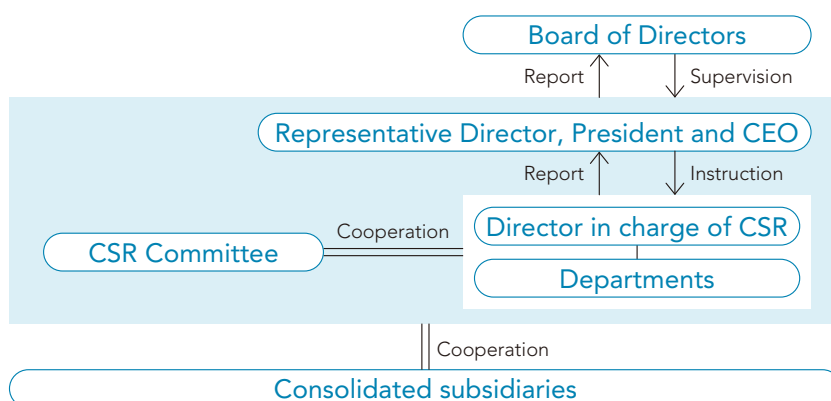 Board of Directors
Report
Supervision
Representative Director, President and CEO
Report
Instruction
Cooperation
Director in charge of CSR
CSR Committee
Departments
Cooperation
Consolidated subsidiaries